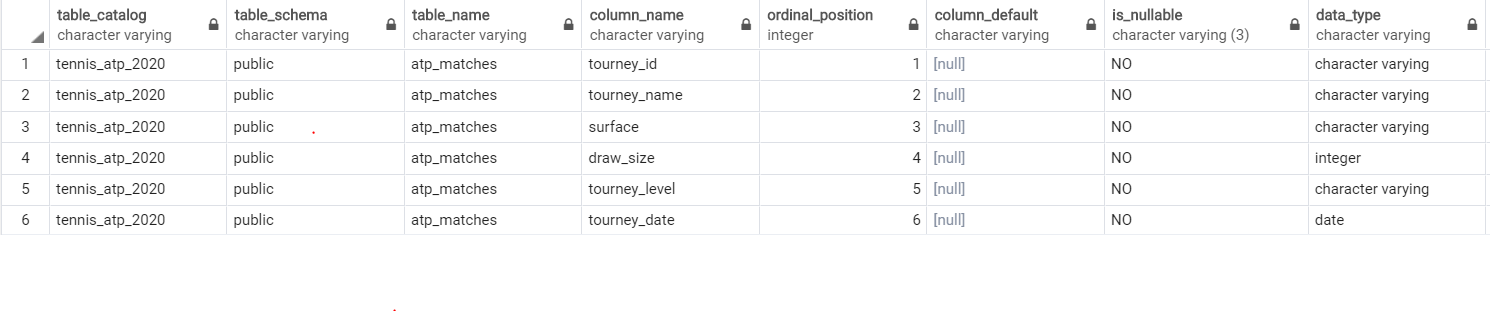 table_catalog table_schema table_name column_name ordinal_position column_default is_nullable data_type
character varying character varying character varying character varying integer character varying character varying (3) character varying
1 tennis_atp_2020 public atp_matches tourney_id 1 [null] NO character varying
2 tennis_atp_2020 public atp_matches tourney_name 2 [null] NO character varying
3 tennis_atp_2020 public atp_matches surface 3 [null] NO character varying
4 tennis_atp_2020 public atp_matches draw_size 4 [null] NO integer
5 tennis_atp_2020 public atp_matches tourney_level 5 [null] NO character varying
6 tennis_atp_2020 public atp_matches tourney_date 6 [null] NO date